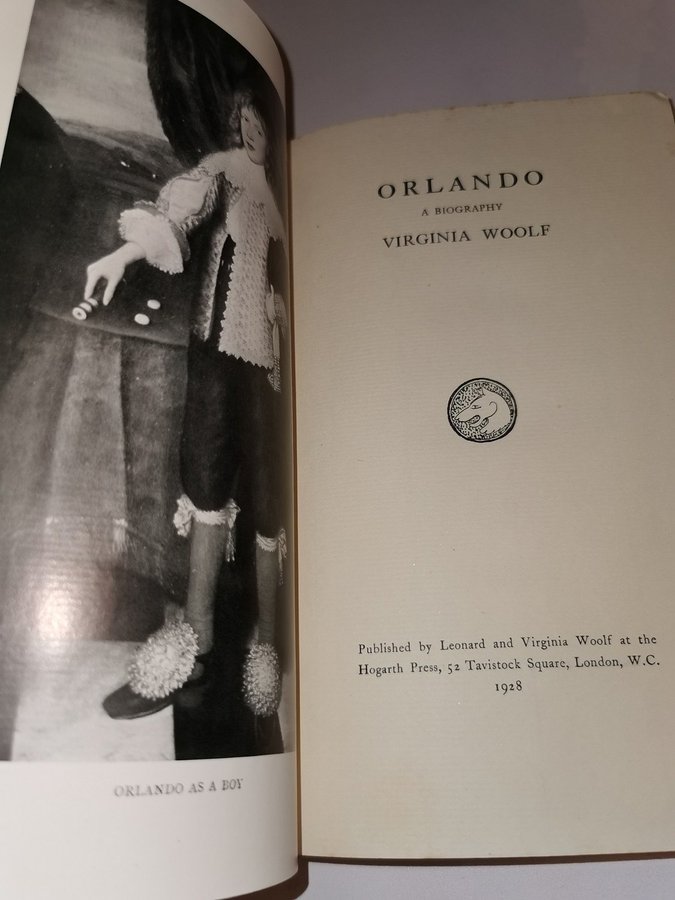 ORLANDO AS A BOY
ORLANDO
A BIOGRAPHY
VIRGINIA WOOLF
Published by Leonard and Virginia Woolf at the
Hogarth Press, 52 Tavistock Square, London, W.C.
1928